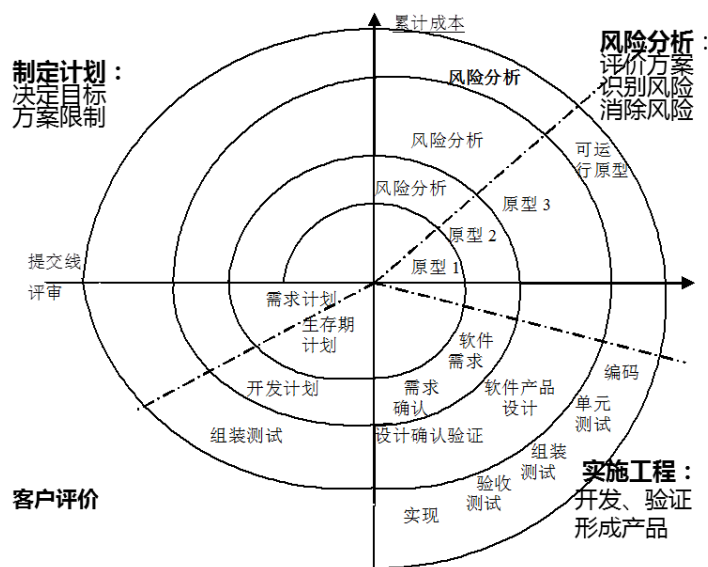 累计成本
制定计划：
决定目标
方案限制
风险分析：
评价方案
识别风险
消除风险
风险分析
风险分析
风险分析
可运
行原型
原型 3
原型 2
原型 1
提交线
评审
需求计划
生存期
计划
开发计划
组装测试
软件
需求
需求
确认
软件产品
设计
设计确认验证
编码
单元
测试
组装
测试
验收
测试
实现
客户评价
实施工程：
开发、验证
形成产品